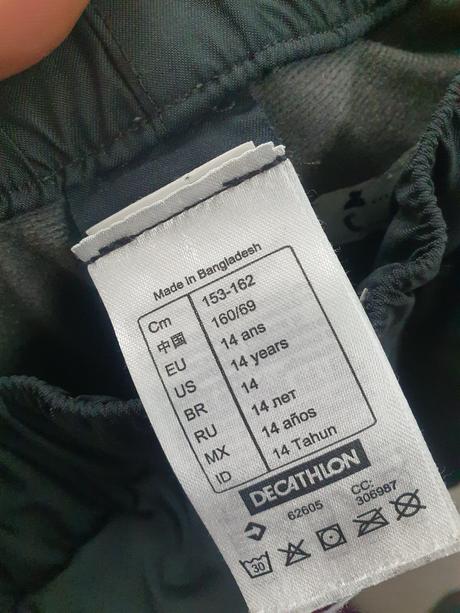 Made in Bangladesh
Cm 153-162
中国 160/69
EU 14 ans
US 14 years
BR 14
RU 14 лет
MX 14 años
ID 14 Tahun
DECATHLON
62605 CC: 306987
30